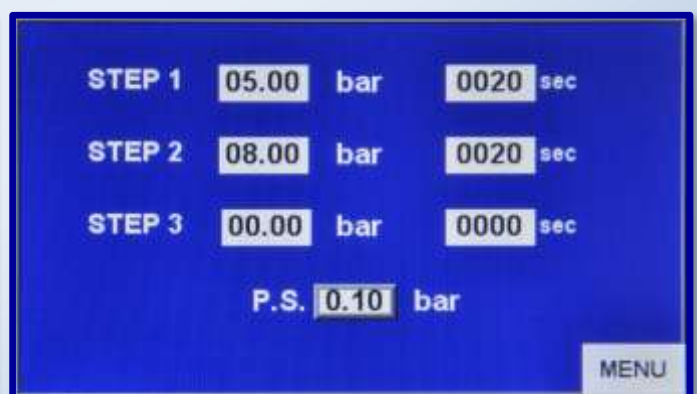 STEP 1 05.00 bar 0020 sec
STEP 2 08.00 bar 0020 sec
STEP 3 00.00 bar 0000 sec
P.S. 0.10 bar
MENU